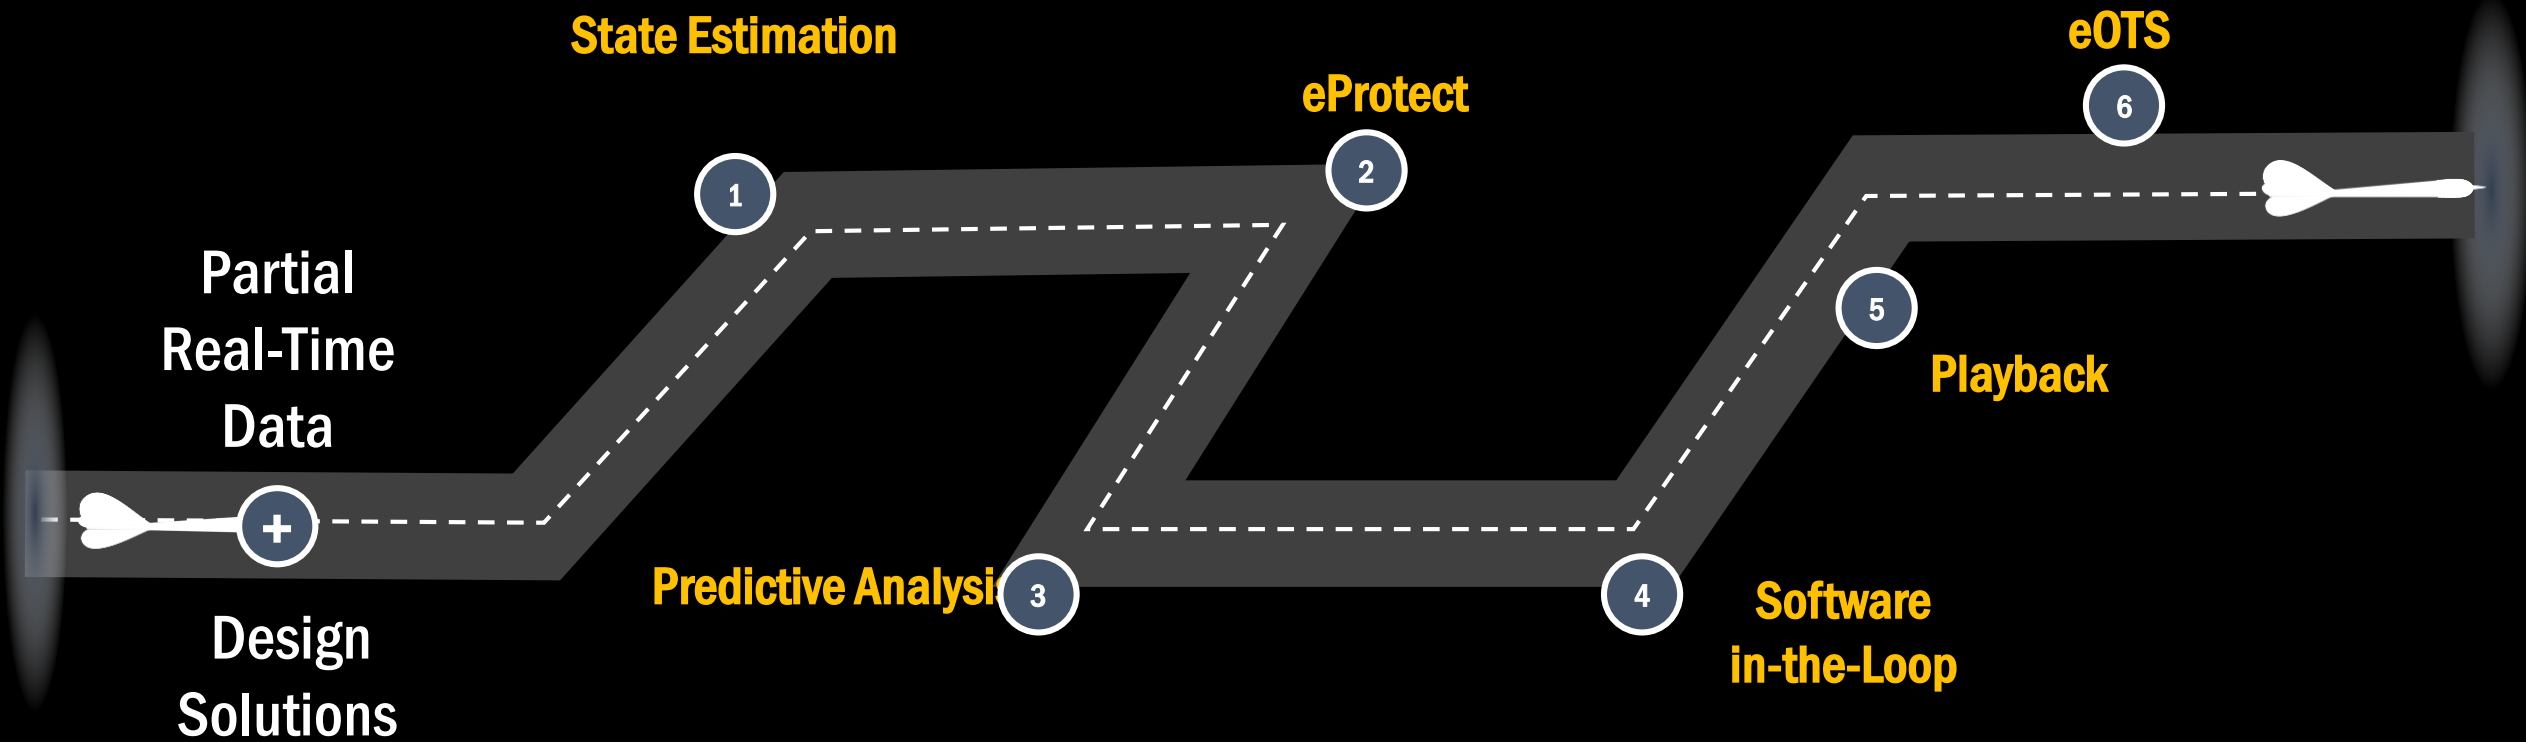 State Estimation
1
eProtect
2
eOTS
6
Partial
Real-Time
Data
+
Design
Solutions
Predictive Analysis
3
4
Software
in-the-Loop
5
Playback